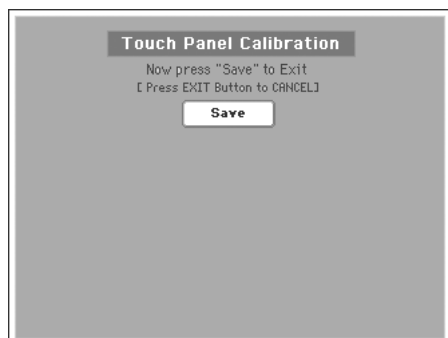 Touch Panel Calibration
Now press "Save" to Exit
[ Press EXIT Button to CANCEL]
Save